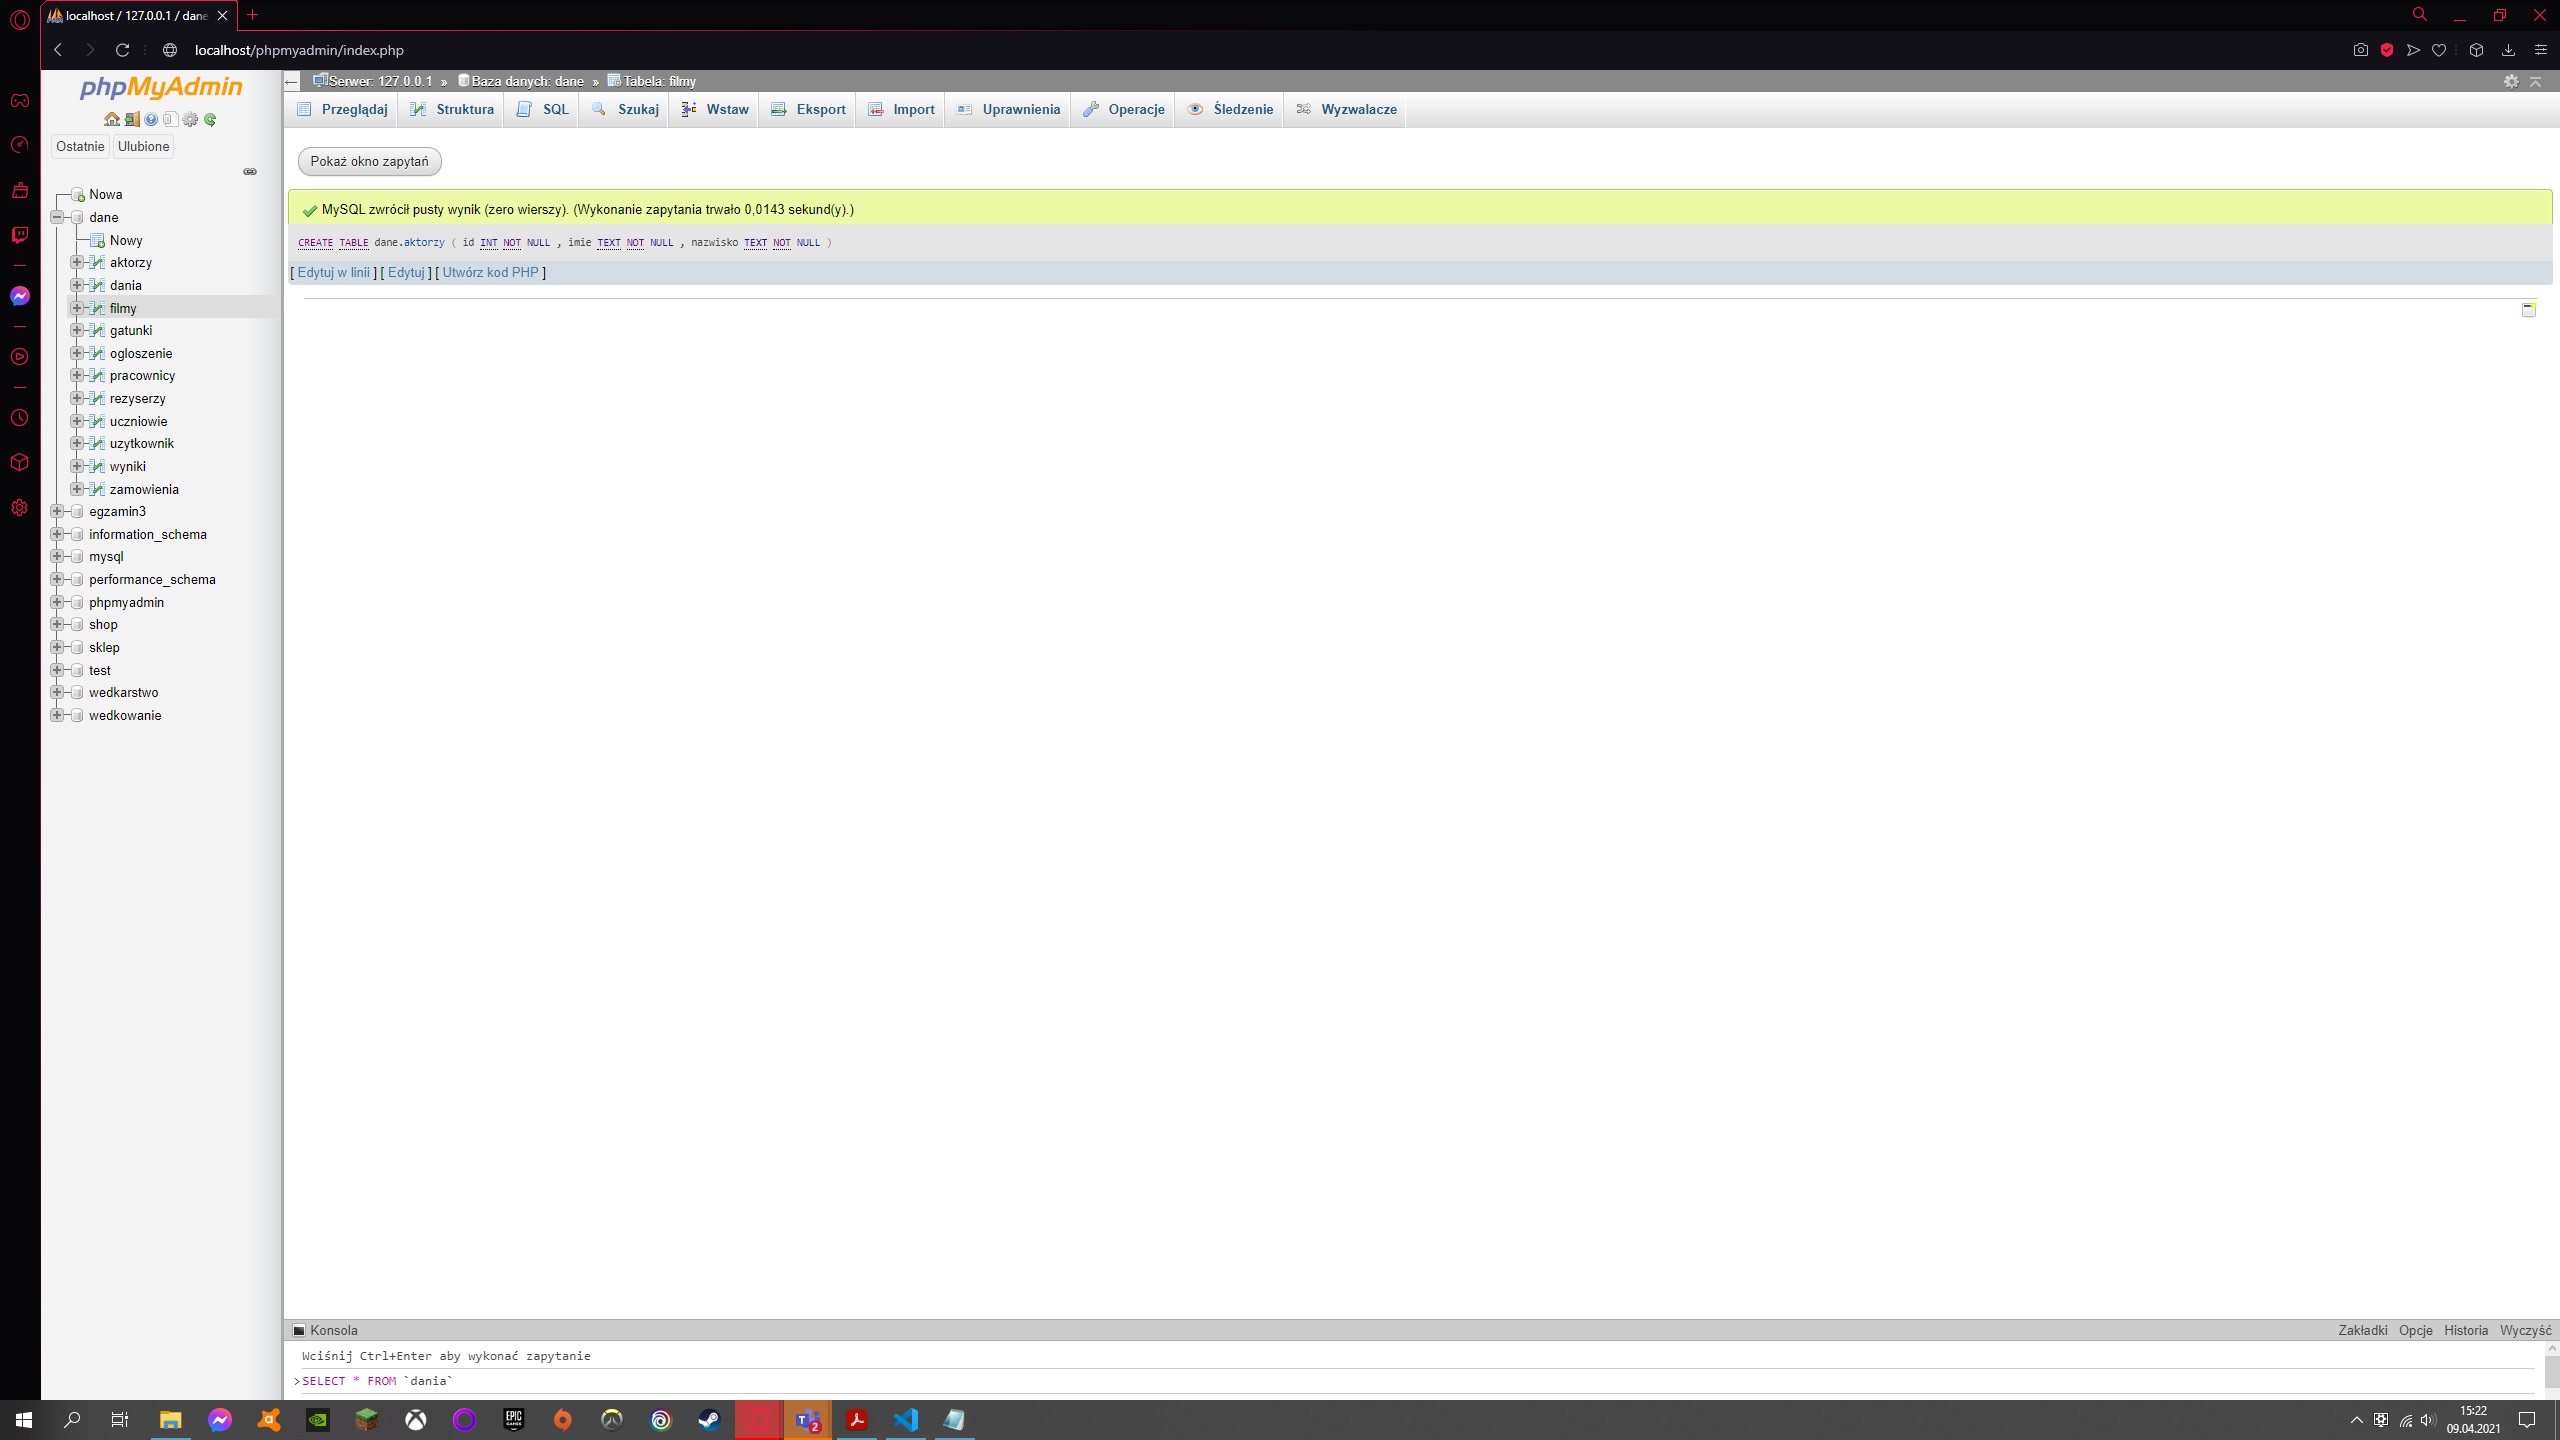 localhost / 127.0.0.1 / dane
localhost/phpmyadmin/index.php
phpMyAdmin
Ostatnie Ulubione
Nowa
dane
Nowy
aktorzy
dania
filmy
gatunki
ogloszenie
pracownicy
rezyserzy
uczniowie
uzytkownik
wyniki
zamowienia
egzamin3
information_schema
mysql
performance_schema
phpmyadmin
shop
sklep
test
wedkarstwo
wedkowanie
Serwer: 127.0.0.1 » Baza danych: dane » Tabela: filmy
Przeglądaj Struktura SQL Szukaj Wstaw Eksport Import Uprawnienia Operacje Śledzenie Wyzwalacze
Pokaż okno zapytań
MySQL zwrócił pusty wynik (zero wierszy). (Wykonanie zapytania trwało 0,0143 sekund(y).)
CREATE TABLE dane.aktorzy ( id INT NOT NULL , imie TEXT NOT NULL , nazwisko TEXT NOT NULL )
[ Edytuj w linii ] [ Edytuj ] [ Utwórz kod PHP ]
Konsola Zakładki Opcje Historia Wyczyść
Wciśnij Ctrl+Enter aby wykonać zapytanie
>SELECT * FROM `dania`
EPIC GAMES
T 2
15:22
09.04.2021